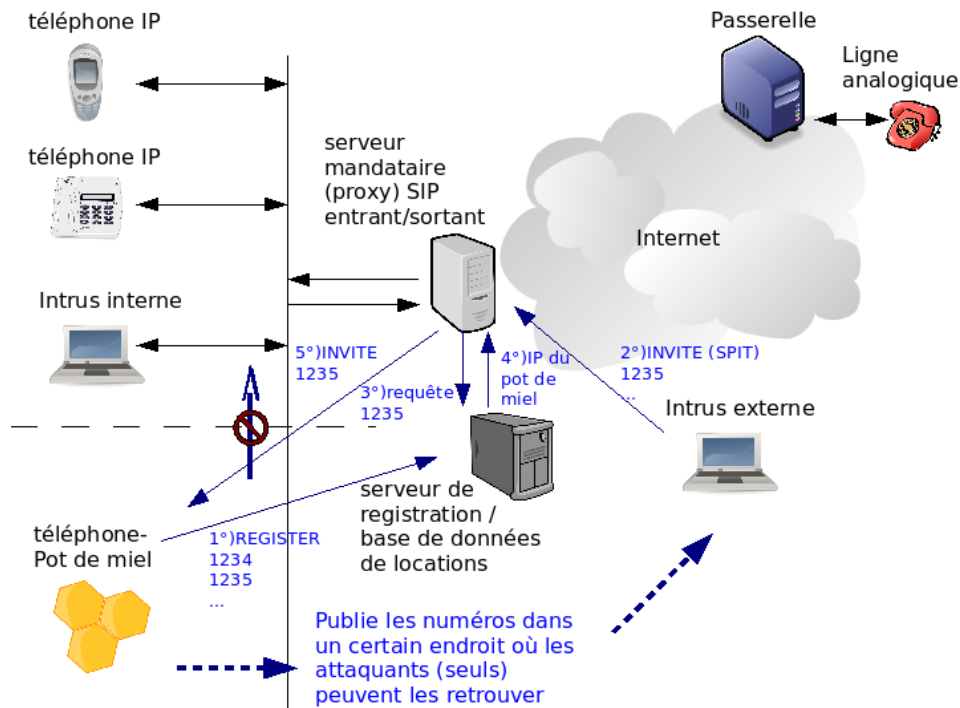 téléphone IP
Passerelle
Ligne
analogique
téléphone IP
serveur
mandataire
(proxy) SIP
entrant/sortant
Internet
Intrus interne
5°)INVITE
1235
3°)requête
1235
4°)IP du
pot de
miel
2°)INVITE (SPIT)
1235
...
Intrus externe
téléphone-
Pot de miel
1°)REGISTER
1234
1235
...
serveur de
registration /
base de données
de locations
Publie les numéros dans
un certain endroit où les
attaquants (seuls)
peuvent les retrouver